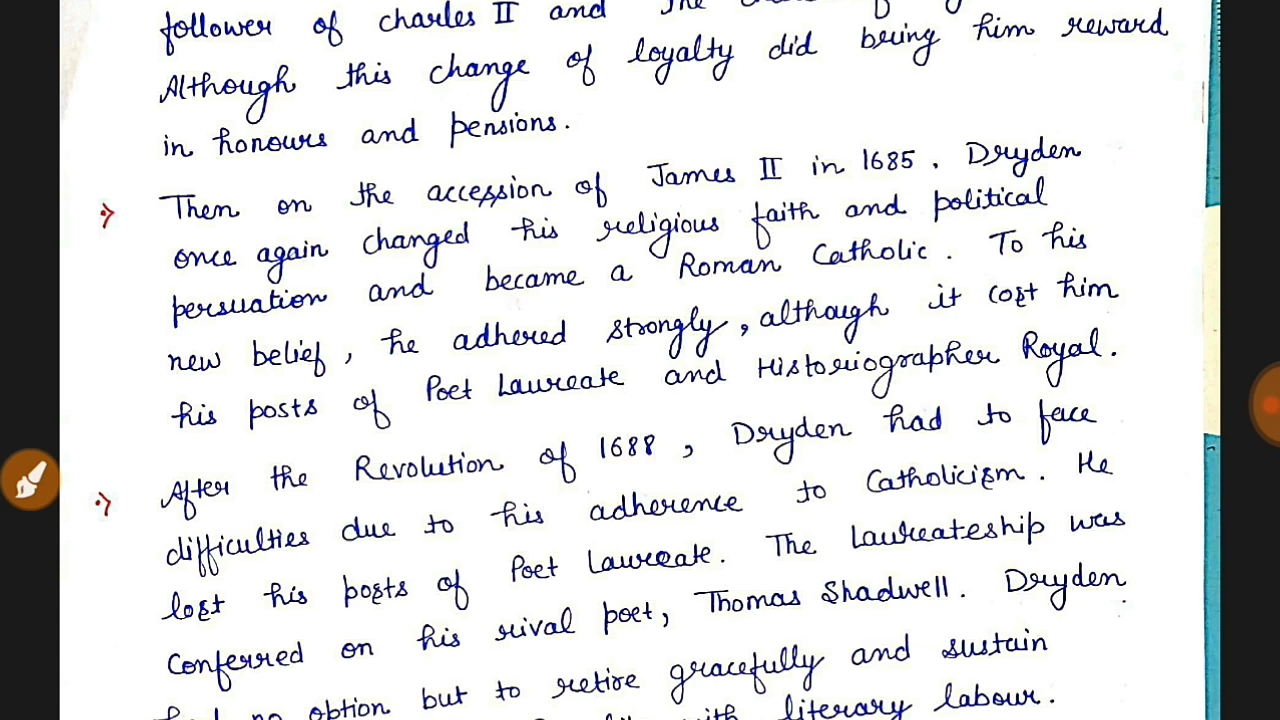 follower of charles II and the
Although this change of loyalty did being him reward
in honours and pensions.
Then on the accession of James II in 1685. Dryden
once again changed his religious faith and political
persuation and became a Roman Catholic. To his
new belief, he adhered strongly, although it cost him
his posts of Poet Laureate and Historiographer Royal.
After the Revolution of 1688, Dryden had to face
difficulties due to his adherence to Catholicism. He
lost his posts of Poet Laureate. The Laureateship was
Conferred on his rival poet, Thomas Shadwell. Dryden
no obtion but to retire gracefully and sustain
with literary labour.